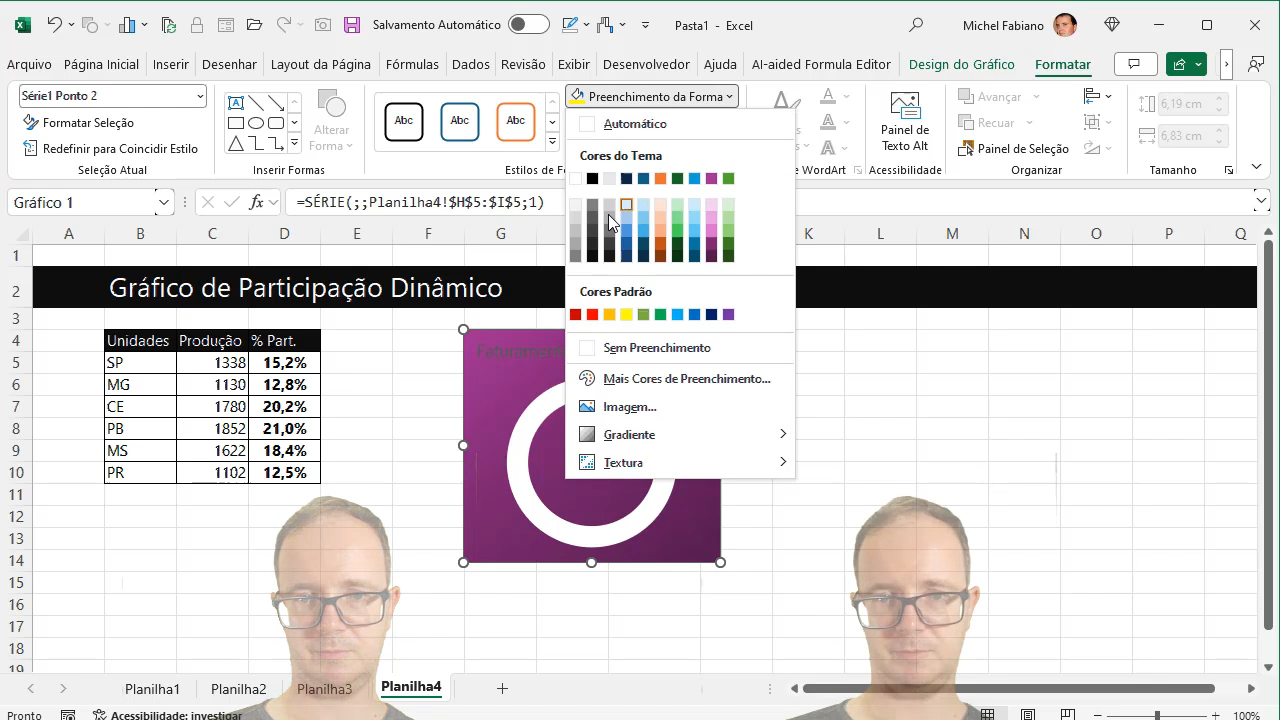 Salvamento Automático
Pasta1 - Excel
Michel Fabiano
Arquivo
Página Inicial
Inserir
Desenhar
Layout da Página
Fórmulas
Dados
Revisão
Exibir
Desenvolvedor
Ajuda
AI-aided Formula Editor
Design do Gráfico
Formatar
Série1 Ponto 2
Formatar Seleção
Redefinir para Coincidir Estilo
Seleção Atual
Alterar
Forma
Inserir Formas
Abc
Abc
Abc
Estilos de F
Preenchimento da Forma
WordArt
Painel de
Texto Alt
Acessibilidade
Avançar
Recuar
Painel de Seleção
Organizar
6,19 cm
6,83 cm
Tamanho
Automático
Cores do Tema
Cores Padrão
Sem Preenchimento
Mais Cores de Preenchimento...
Imagem...
Gradiente
Textura
Gráfico 1
fx
=SÉRIE(;;Planilha4!$H$5:$I$5;1)
A B C D E F G K L M N O P Q
1
2 Gráfico de Participação Dinâmico
3
4 Unidades Produção % Part.
5 SP 1338 15,2%
6 MG 1130 12,8%
7 CE 1780 20,2%
8 PB 1852 21,0%
9 MS 1622 18,4%
10 PR 1102 12,5%
11
12
13
14
15
16
17
18
19
Planilha1
Planilha2
Planilha3
Planilha4
Pronto
Acessibilidade: investigar
100%